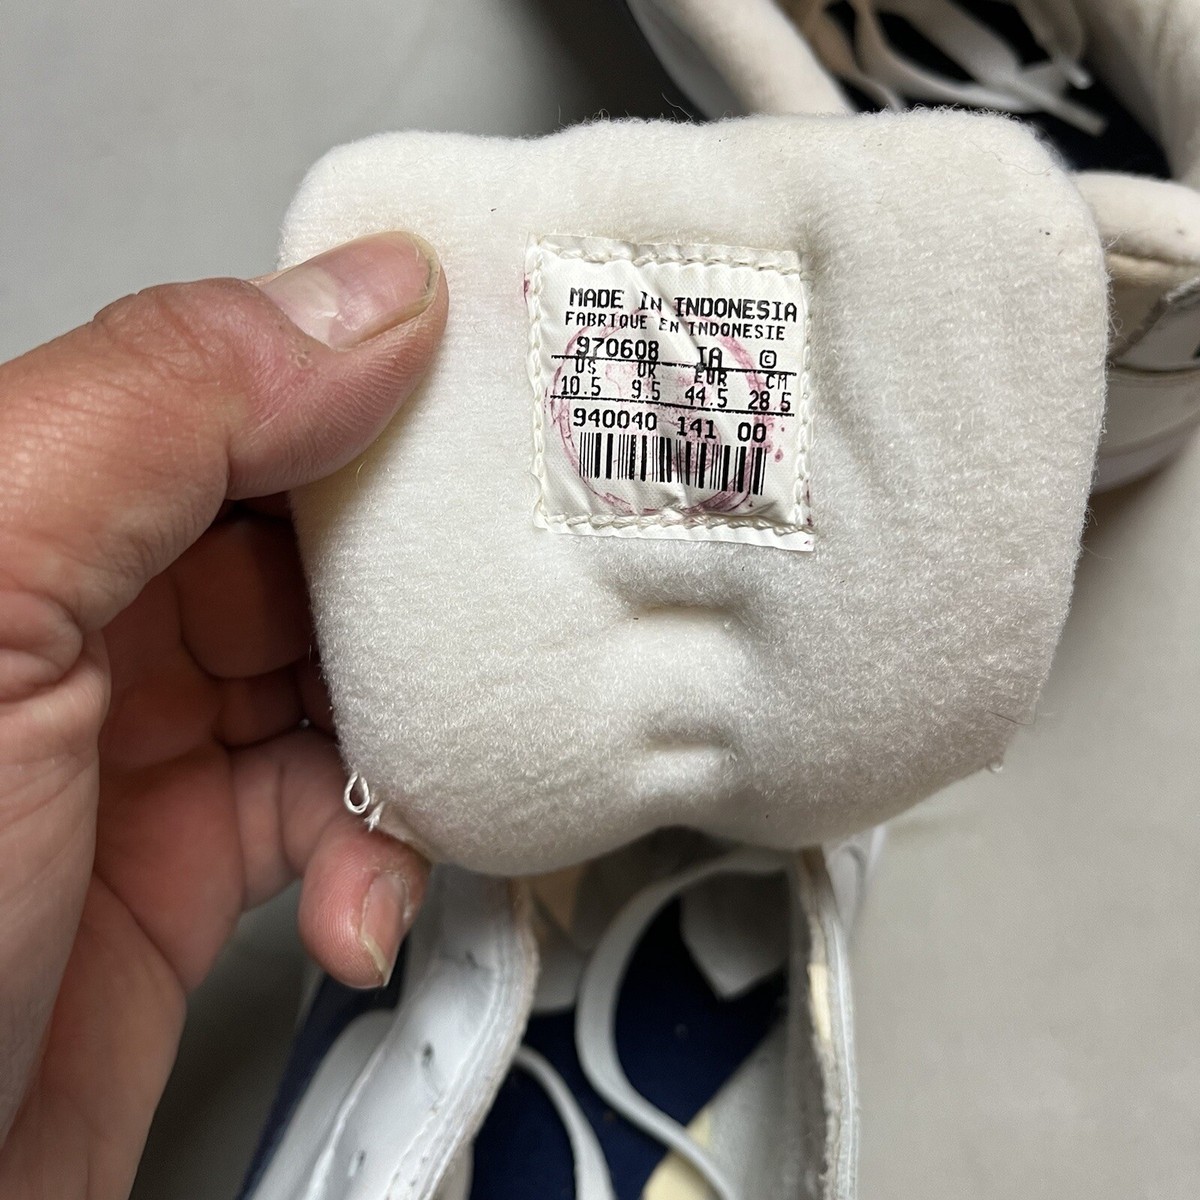 MADE IN INDONESIA
FABRIQUE EN INDONESIE
970608 IA ©
US UK EUR CM
10.5 9.5 44.5 28.5
940040 141 00